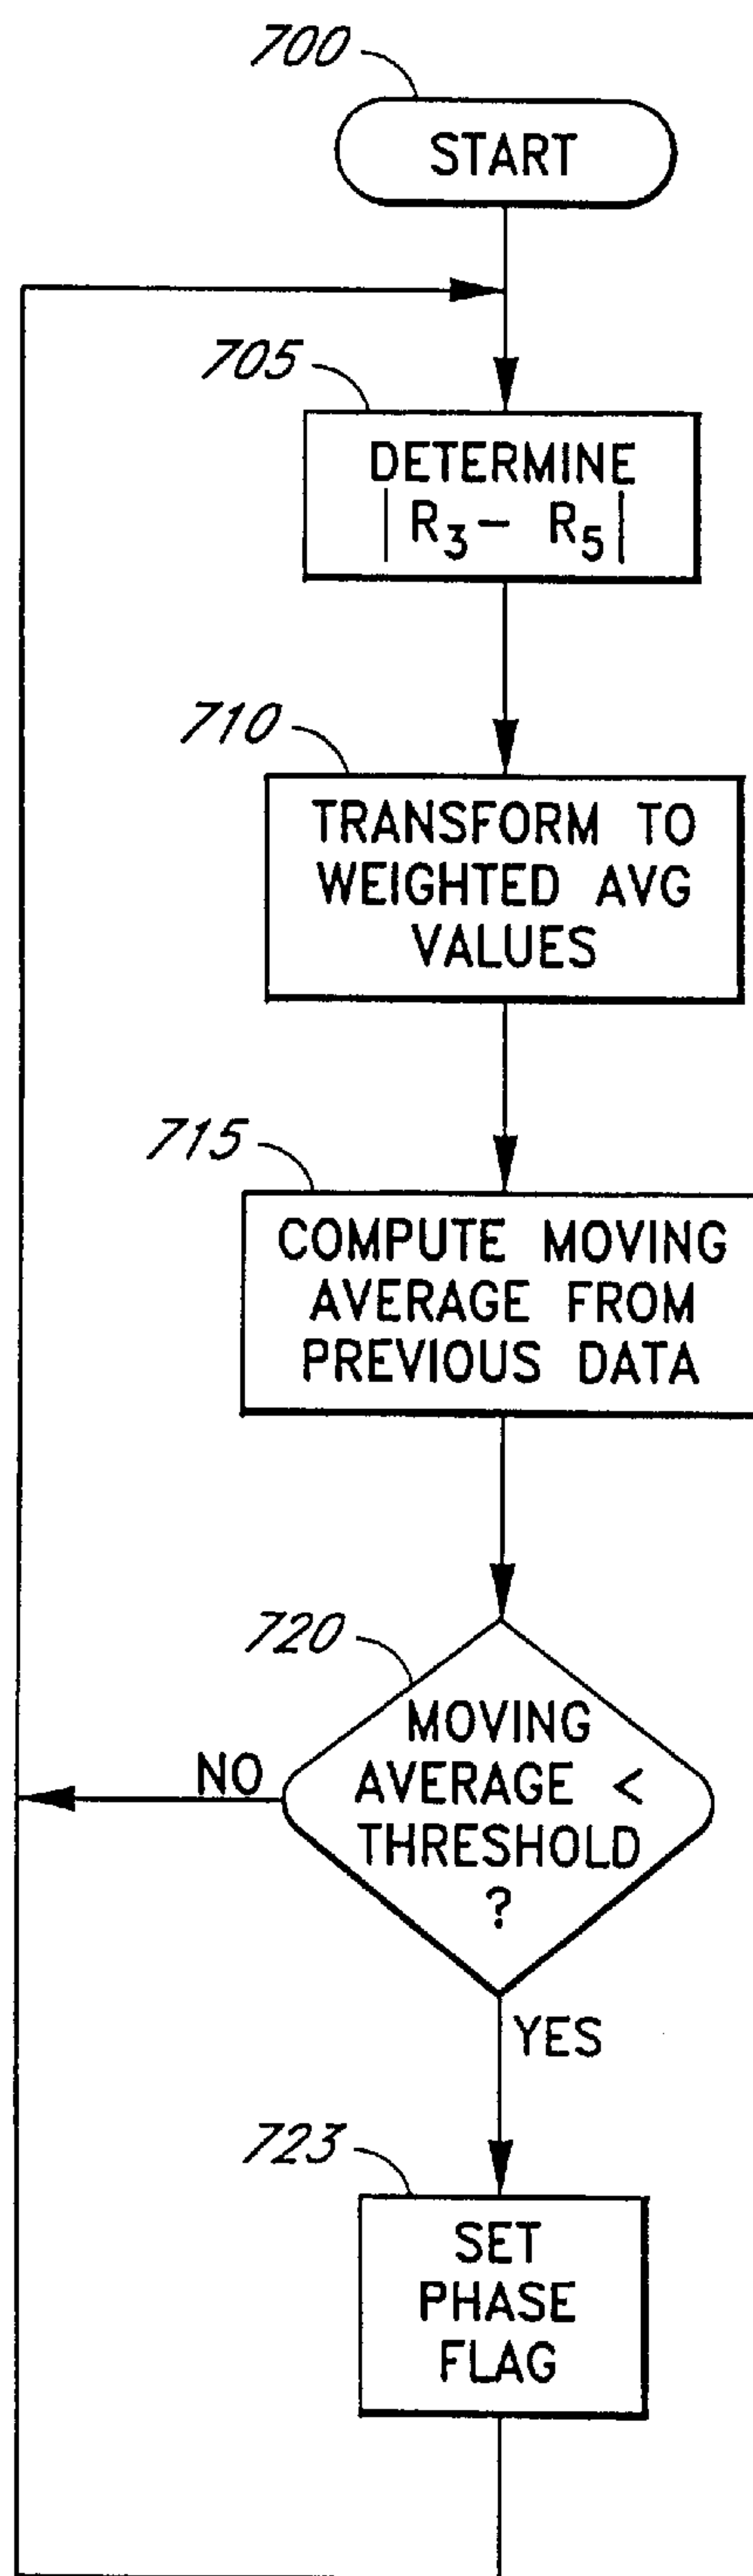 700
START
705
DETERMINE
| R₃ − R₅ |
710
TRANSFORM TO
WEIGHTED AVG
VALUES
715
COMPUTE MOVING
AVERAGE FROM
PREVIOUS DATA
720
MOVING
AVERAGE <
THRESHOLD
?
NO
YES
723
SET
PHASE
FLAG